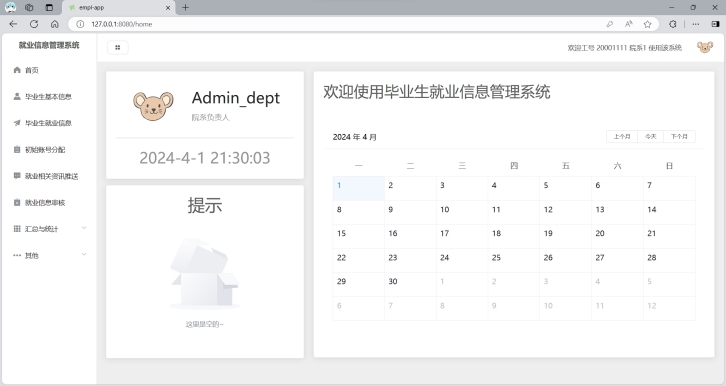 empl-app
127.0.0.1:8080/home
就业信息管理系统
欢迎工号 20001111 院系1 使用该系统
首页
毕业生基本信息
毕业生就业信息
初始账号分配
就业相关资讯推送
就业信息审核
汇总与统计
其他
Admin_dept
院系负责人
2024-4-1 21:30:03
提示
这里是空的~
欢迎使用毕业生就业信息管理系统
2024 年 4 月
上个月 今天 下个月
一 二 三 四 五 六 日
1 2 3 4 5 6 7
8 9 10 11 12 13 14
15 16 17 18 19 20 21
22 23 24 25 26 27 28
29 30 1 2 3 4 5
6 7 8 9 10 11 12